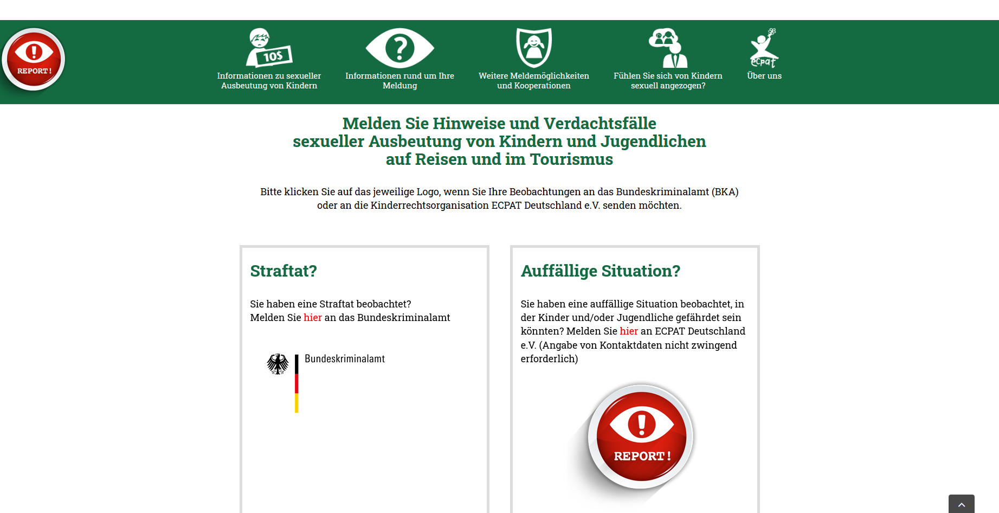 REPORT!
10$
?
ecpat
Informationen zu sexueller
Ausbeutung von Kindern
Informationen rund um Ihre
Meldung
Weitere Meldemöglichkeiten
und Kooperationen
Fühlen Sie sich von Kindern
sexuell angezogen?
Über uns
Melden Sie Hinweise und Verdachtsfälle
sexueller Ausbeutung von Kindern und Jugendlichen
auf Reisen und im Tourismus
Bitte klicken Sie auf das jeweilige Logo, wenn Sie Ihre Beobachtungen an das Bundeskriminalamt (BKA)
oder an die Kinderrechtsorganisation ECPAT Deutschland e.V. senden möchten.
Straftat?
Sie haben eine Straftat beobachtet?
Melden Sie hier an das Bundeskriminalamt
Bundeskriminalamt
Auffällige Situation?
Sie haben eine auffällige Situation beobachtet, in
der Kinder und/oder Jugendliche gefährdet sein
könnten? Melden Sie hier an ECPAT Deutschland
e.V. (Angabe von Kontaktdaten nicht zwingend
erforderlich)
!
REPORT!